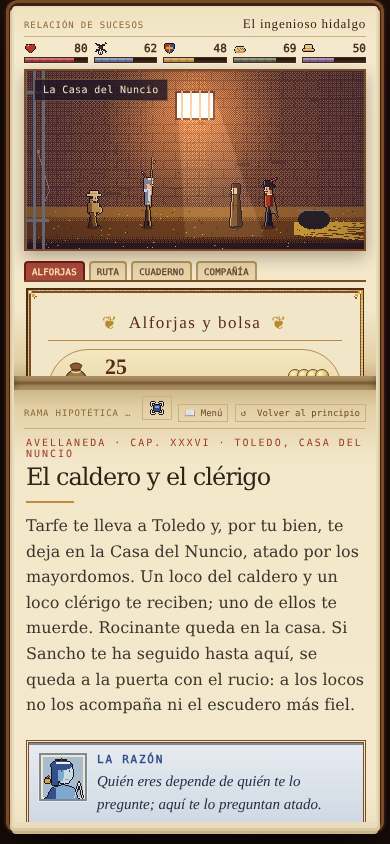 RELACIÓN DE SUCESOS
El ingenioso hidalgo
80 62 48 69 50
La Casa del Nuncio
ALFORJAS RUTA CUADERNO COMPAÑÍA
Alforjas y bolsa
25
RAMA HIPOTÉTICA …
Menú
↺ Volver al principio
AVELLANEDA · CAP. XXXVI · TOLEDO, CASA DEL
NUNCIO
El caldero y el clérigo
Tarfe te lleva a Toledo y, por tu bien, te
deja en la Casa del Nuncio, atado por los
mayordomos. Un loco del caldero y un
loco clérigo te reciben; uno de ellos te
muerde. Rocinante queda en la casa. Si
Sancho te ha seguido hasta aquí, se
queda a la puerta con el rucio: a los locos
no los acompaña ni el escudero más fiel.
LA RAZÓN
Quién eres depende de quién te lo
pregunte; aquí te lo preguntan atado.